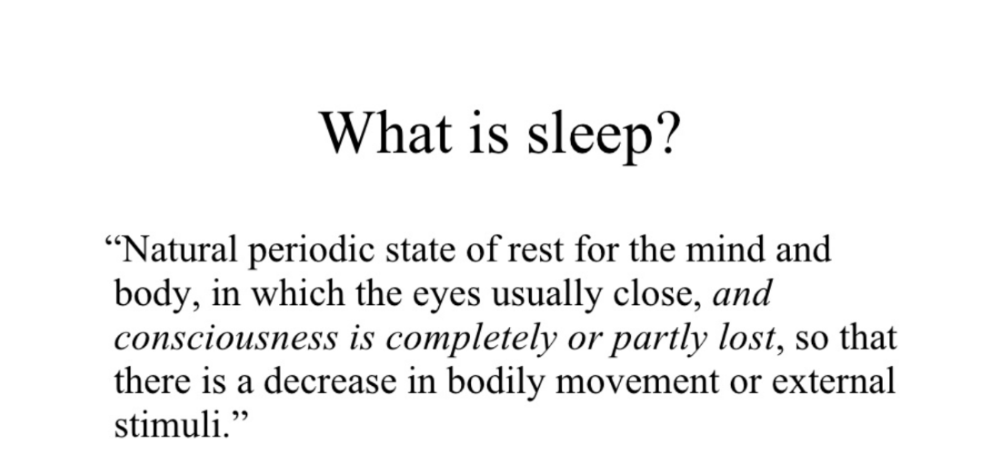 What is sleep?
“Natural periodic state of rest for the mind and
body, in which the eyes usually close, and
consciousness is completely or partly lost, so that
there is a decrease in bodily movement or external
stimuli.”